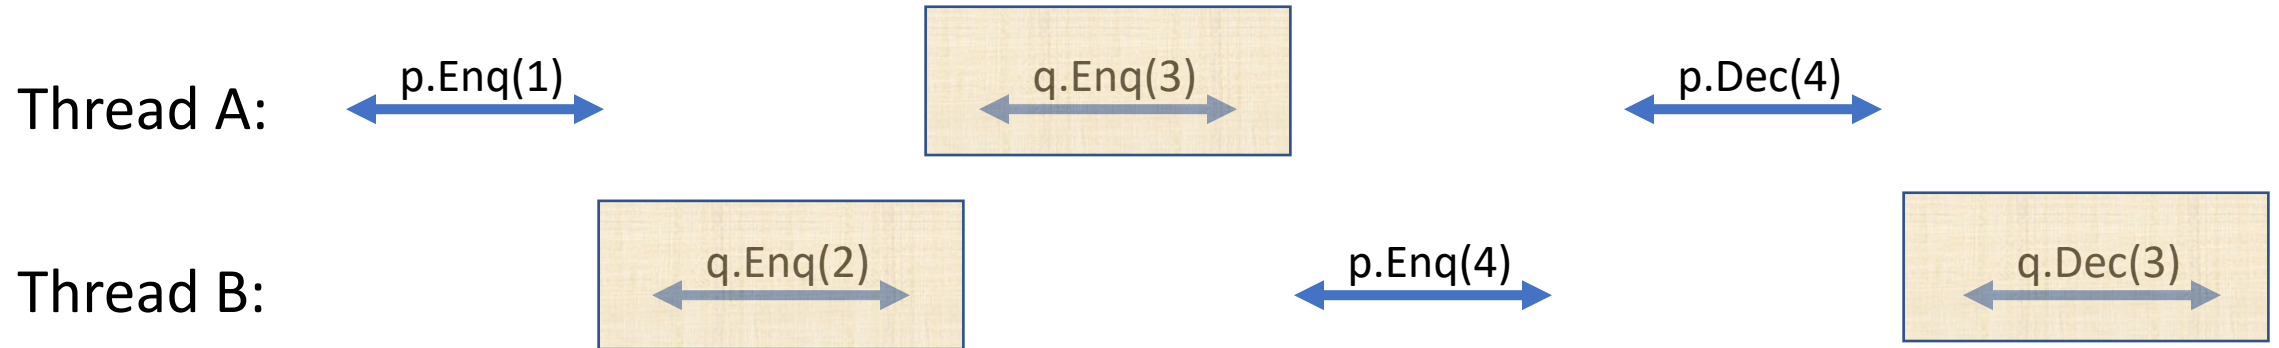 Thread A: p.Enq(1) q.Enq(3) p.Dec(4)
Thread B: q.Enq(2) p.Enq(4) q.Dec(3)